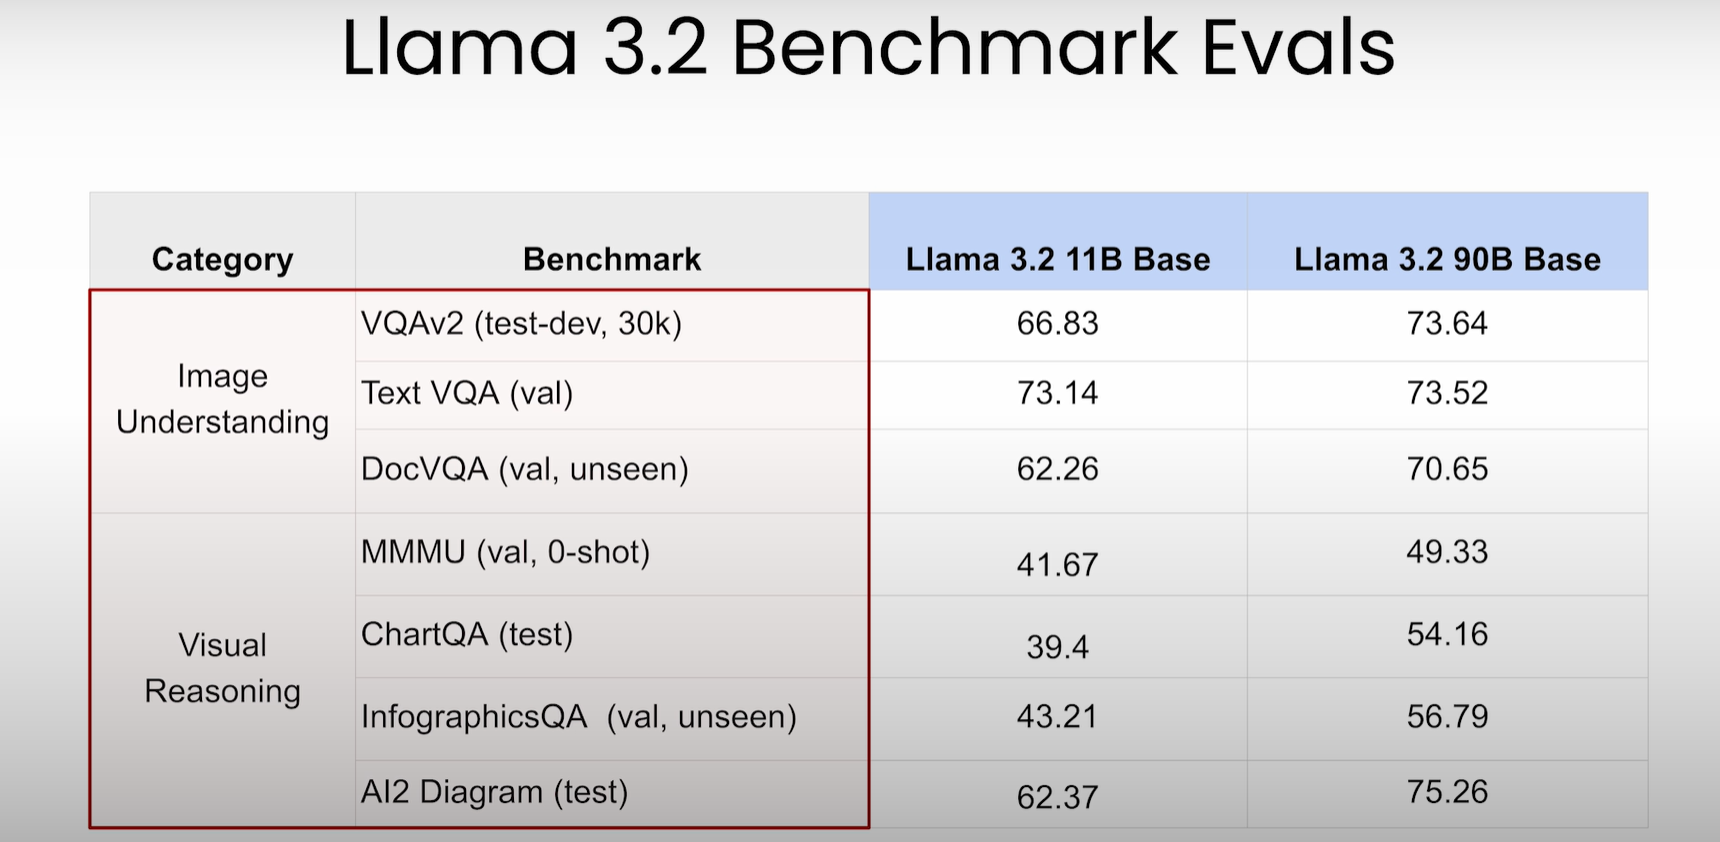 Llama 3.2 Benchmark Evals
Category Benchmark Llama 3.2 11B Base Llama 3.2 90B Base
Image
Understanding
VQAv2 (test-dev, 30k) 66.83 73.64
Text VQA (val) 73.14 73.52
DocVQA (val, unseen) 62.26 70.65
Visual
Reasoning
MMMU (val, 0-shot) 41.67 49.33
ChartQA (test) 39.4 54.16
InfographicsQA (val, unseen) 43.21 56.79
AI2 Diagram (test) 62.37 75.26